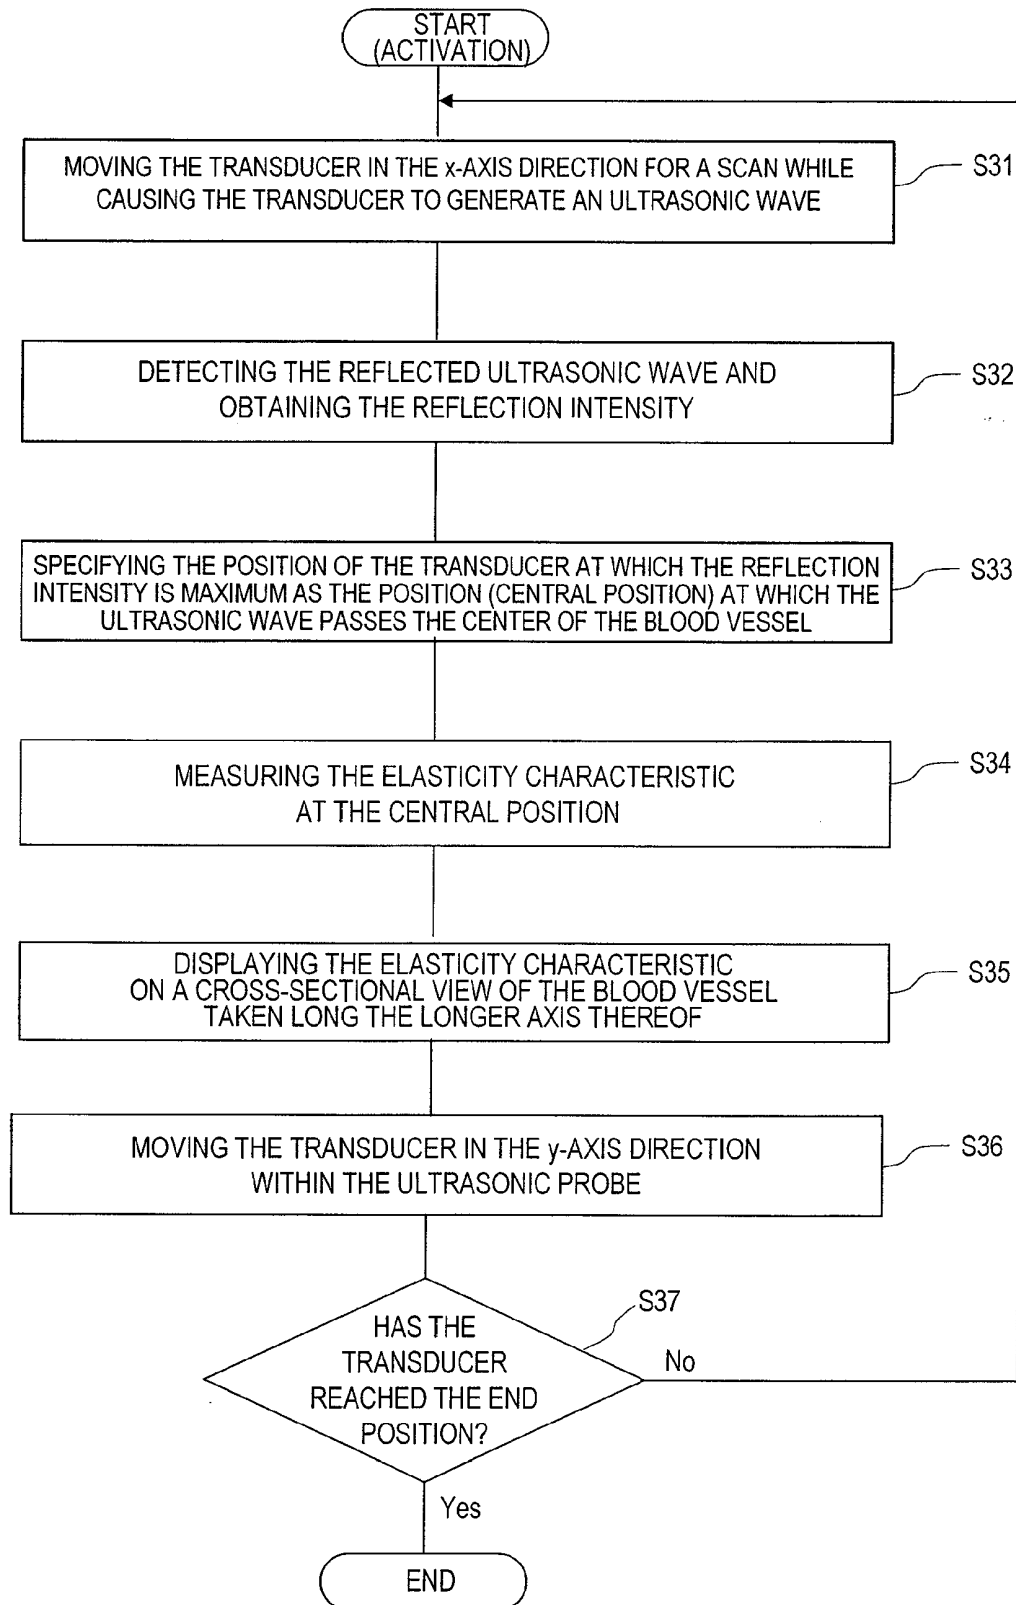 START
(ACTIVATION)
MOVING THE TRANSDUCER IN THE x-AXIS DIRECTION FOR A SCAN WHILE
CAUSING THE TRANSDUCER TO GENERATE AN ULTRASONIC WAVE
S31
DETECTING THE REFLECTED ULTRASONIC WAVE AND
OBTAINING THE REFLECTION INTENSITY
S32
SPECIFYING THE POSITION OF THE TRANSDUCER AT WHICH THE REFLECTION
INTENSITY IS MAXIMUM AS THE POSITION (CENTRAL POSITION) AT WHICH THE
ULTRASONIC WAVE PASSES THE CENTER OF THE BLOOD VESSEL
S33
MEASURING THE ELASTICITY CHARACTERISTIC
AT THE CENTRAL POSITION
S34
DISPLAYING THE ELASTICITY CHARACTERISTIC
ON A CROSS-SECTIONAL VIEW OF THE BLOOD VESSEL
TAKEN LONG THE LONGER AXIS THEREOF
S35
MOVING THE TRANSDUCER IN THE y-AXIS DIRECTION
WITHIN THE ULTRASONIC PROBE
S36
HAS THE
TRANSDUCER
REACHED THE END
POSITION?
S37
No
Yes
END